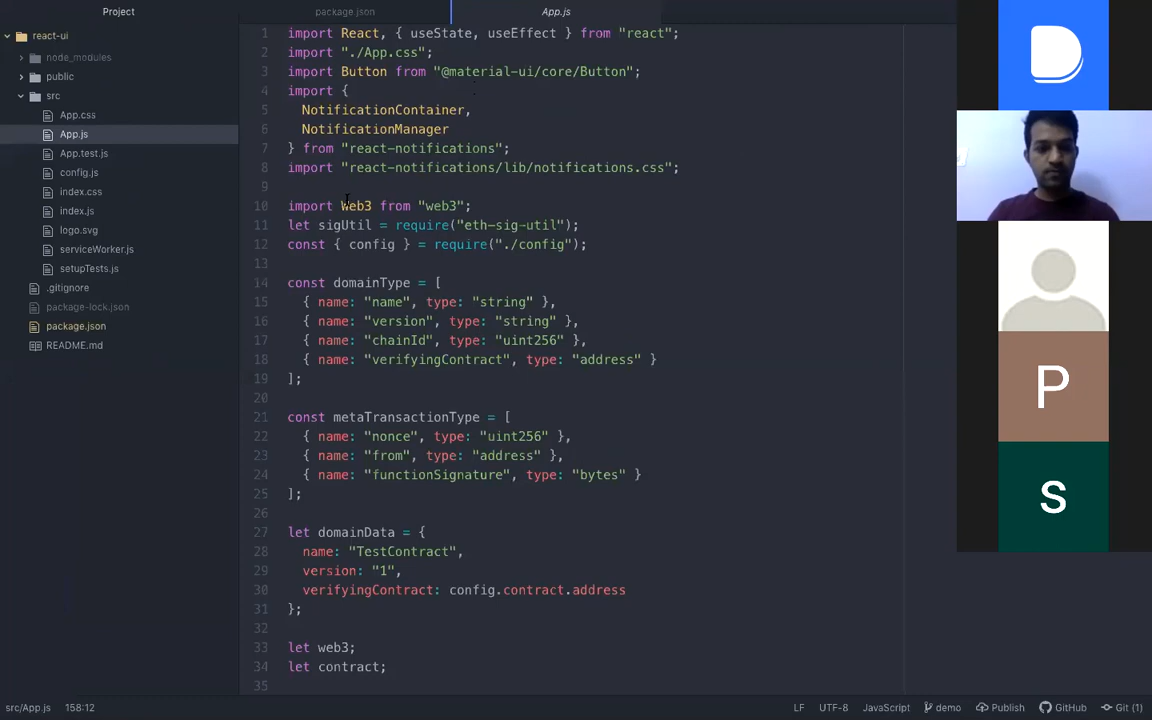 Project
package.json
App.js
react-ui
node_modules
public
src
App.css
App.js
App.test.js
config.js
index.css
index.js
logo.svg
serviceWorker.js
setupTests.js
.gitignore
package-lock.json
package.json
README.md
1 import React, { useState, useEffect } from "react";
2 import "./App.css";
3 import Button from "@material-ui/core/Button";
4 import {
5 NotificationContainer,
6 NotificationManager
7 } from "react-notifications";
8 import "react-notifications/lib/notifications.css";
9
10 import Web3 from "web3";
11 let sigUtil = require("eth-sig-util");
12 const { config } = require("./config");
13
14 const domainType = [
15 { name: "name", type: "string" },
16 { name: "version", type: "string" },
17 { name: "chainId", type: "uint256" },
18 { name: "verifyingContract", type: "address" }
19 ];
20
21 const metaTransactionType = [
22 { name: "nonce", type: "uint256" },
23 { name: "from", type: "address" },
24 { name: "functionSignature", type: "bytes" }
25 ];
26
27 let domainData = {
28 name: "TestContract",
29 version: "1",
30 verifyingContract: config.contract.address
31 };
32
33 let web3;
34 let contract;
35
src/App.js 158:12 LF UTF-8 JavaScript demo Publish GitHub Git (1)
P
S